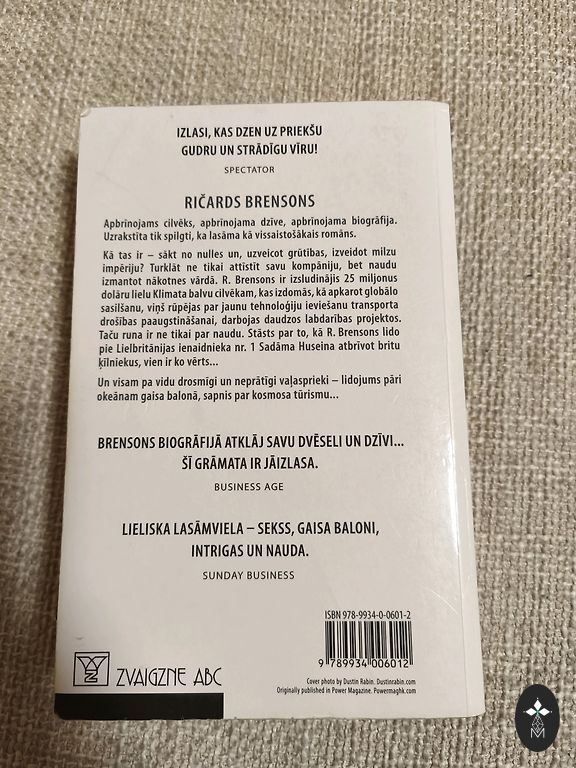 IZLASI, KAS DZEN UZ PRIEKŠU
GUDRU UN STRĀDĪGU VĪRU!
SPECTATOR
RIČARDS BRENSONS
Apbrīnojams cilvēks, apbrīnojama dzīve, apbrīnojama biogrāfija.
Uzrakstīta tik spilgti, ka lasāma kā vissaistošākais romāns.
Kā tas ir – sākt no nulles un, uzveicot grūtības, izveidot milzu
impēriju? Turklāt ne tikai attīstīt savu kompāniju, bet naudu
izmantot nākotnes vārdā. R. Brensons ir izsludinājis 25 miljonus
dolāru lielu Klimata balvu cilvēkam, kas izdomās, kā apkarot globālo
sasilšanu, viņš rūpējas par jaunu tehnoloģiju ieviešanu transporta
drošības paaugstināšanai, darbojas daudzos labdarības projektos.
Taču runa ir ne tikai par naudu. Stāsts par to, kā R. Brensons lido
pie Lielbritānijas ienaidnieka nr. 1 Sadāma Huseina atbrīvot britu
ķīlniekus, vien ir ko vērts...
Un visam pa vidu drosmīgi un neprātīgi vaļasprieki – lidojums pāri
okeānam gaisa balonā, sapnis par kosmosa tūrismu...
BRENSONS BIOGRĀFIJĀ ATKLĀJ SAVU DVĒSELI UN DZĪVI...
ŠĪ GRĀMATA IR JĀIZLASA.
BUSINESS AGE
LIELISKA LASĀMVIELA – SEKSS, GAISA BALONI,
INTRIGAS UN NAUDA.
SUNDAY BUSINESS
ISBN 978-9934-0-0601-2
9 789934 006012
ZVAIGZNE ABC
Cover photo by Dustin Rabin. Dustinrabin.com
Originally published in Power Magazine. Powermaghk.com
M